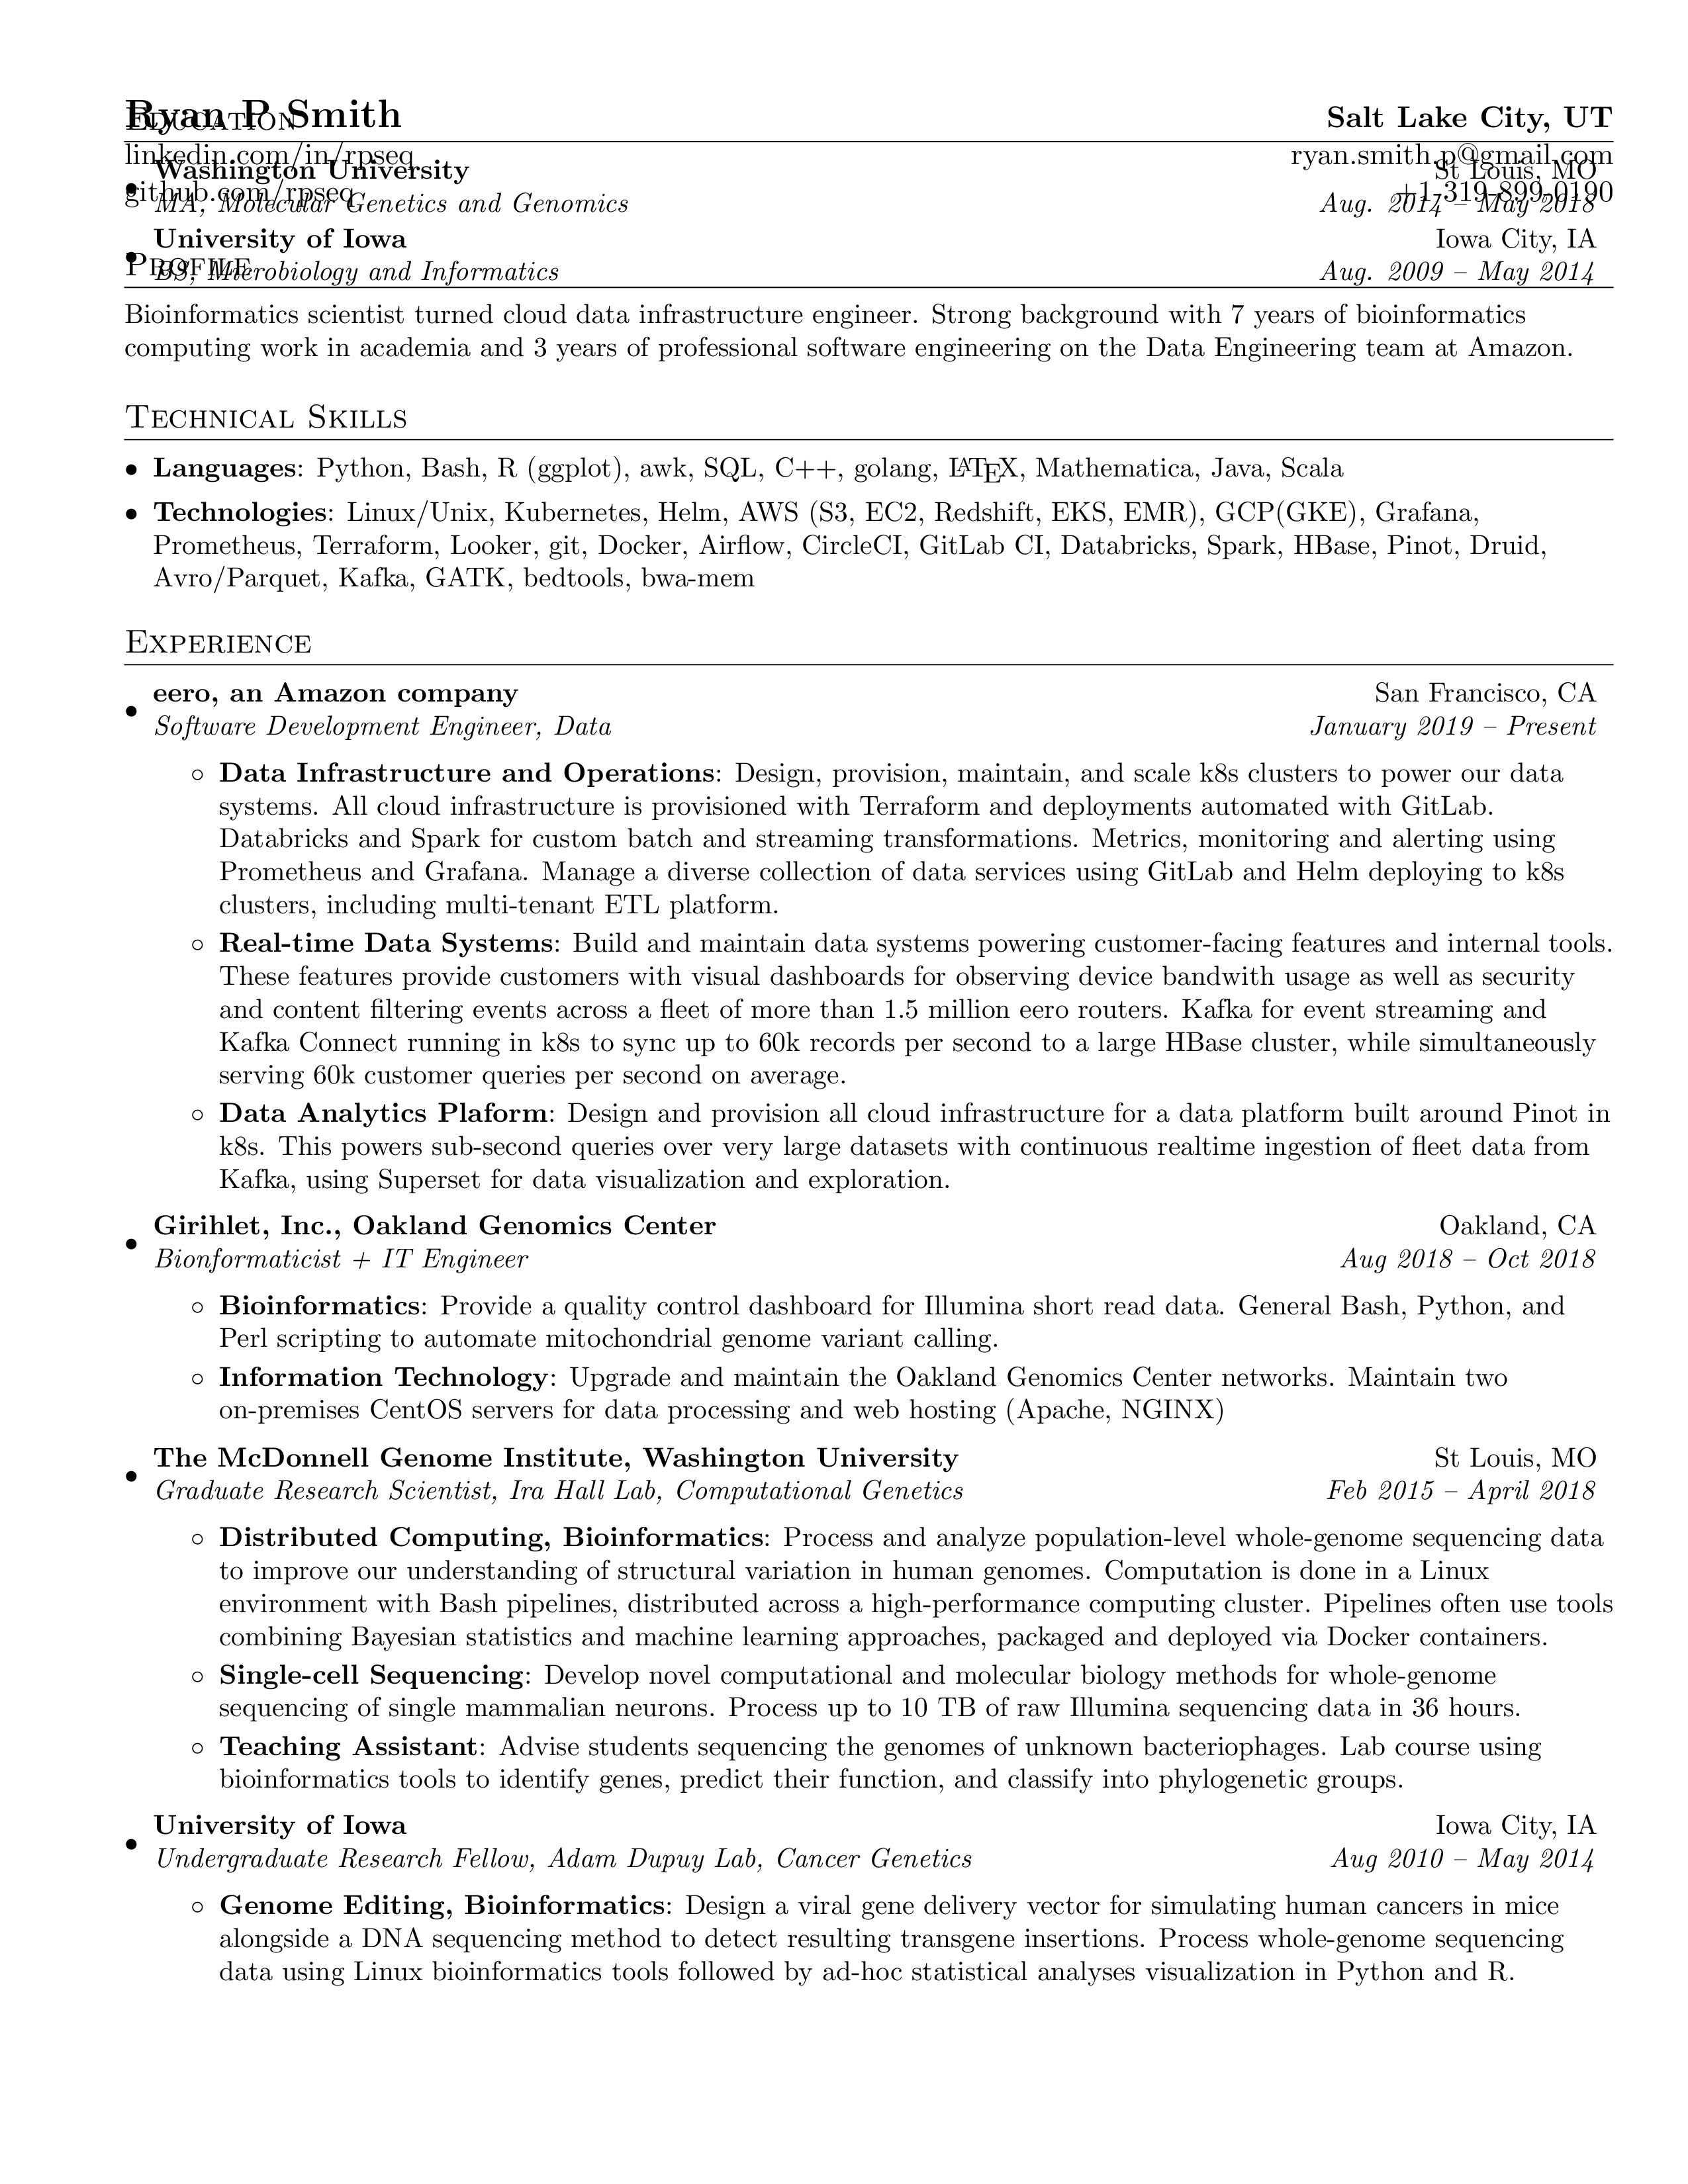 Ryan P Smith Salt Lake City, UT
linkedin.com/in/rpseq ryan.smith.p@gmail.com
github.com/rpseq +1-319-899-0190
Education
Washington University St Louis, MO
MA, Molecular Genetics and Genomics Aug. 2014 – May 2018
University of Iowa Iowa City, IA
BS, Microbiology and Informatics Aug. 2009 – May 2014
Profile
Bioinformatics scientist turned cloud data infrastructure engineer. Strong background with 7 years of bioinformatics
computing work in academia and 3 years of professional software engineering on the Data Engineering team at Amazon.
Technical Skills
• Languages: Python, Bash, R (ggplot), awk, SQL, C++, golang, LATEX, Mathematica, Java, Scala
• Technologies: Linux/Unix, Kubernetes, Helm, AWS (S3, EC2, Redshift, EKS, EMR), GCP(GKE), Grafana,
Prometheus, Terraform, Looker, git, Docker, Airflow, CircleCI, GitLab CI, Databricks, Spark, HBase, Pinot, Druid,
Avro/Parquet, Kafka, GATK, bedtools, bwa-mem
Experience
• eero, an Amazon company San Francisco, CA
Software Development Engineer, Data January 2019 – Present
◦ Data Infrastructure and Operations: Design, provision, maintain, and scale k8s clusters to power our data
systems. All cloud infrastructure is provisioned with Terraform and deployments automated with GitLab.
Databricks and Spark for custom batch and streaming transformations. Metrics, monitoring and alerting using
Prometheus and Grafana. Manage a diverse collection of data services using GitLab and Helm deploying to k8s
clusters, including multi-tenant ETL platform.
◦ Real-time Data Systems: Build and maintain data systems powering customer-facing features and internal tools.
These features provide customers with visual dashboards for observing device bandwith usage as well as security
and content filtering events across a fleet of more than 1.5 million eero routers. Kafka for event streaming and
Kafka Connect running in k8s to sync up to 60k records per second to a large HBase cluster, while simultaneously
serving 60k customer queries per second on average.
◦ Data Analytics Plaform: Design and provision all cloud infrastructure for a data platform built around Pinot in
k8s. This powers sub-second queries over very large datasets with continuous realtime ingestion of fleet data from
Kafka, using Superset for data visualization and exploration.
• Girihlet, Inc., Oakland Genomics Center Oakland, CA
Bionformaticist + IT Engineer Aug 2018 – Oct 2018
◦ Bioinformatics: Provide a quality control dashboard for Illumina short read data. General Bash, Python, and
Perl scripting to automate mitochondrial genome variant calling.
◦ Information Technology: Upgrade and maintain the Oakland Genomics Center networks. Maintain two
on-premises CentOS servers for data processing and web hosting (Apache, NGINX)
• The McDonnell Genome Institute, Washington University St Louis, MO
Graduate Research Scientist, Ira Hall Lab, Computational Genetics Feb 2015 – April 2018
◦ Distributed Computing, Bioinformatics: Process and analyze population-level whole-genome sequencing data
to improve our understanding of structural variation in human genomes. Computation is done in a Linux
environment with Bash pipelines, distributed across a high-performance computing cluster. Pipelines often use tools
combining Bayesian statistics and machine learning approaches, packaged and deployed via Docker containers.
◦ Single-cell Sequencing: Develop novel computational and molecular biology methods for whole-genome
sequencing of single mammalian neurons. Process up to 10 TB of raw Illumina sequencing data in 36 hours.
◦ Teaching Assistant: Advise students sequencing the genomes of unknown bacteriophages. Lab course using
bioinformatics tools to identify genes, predict their function, and classify into phylogenetic groups.
• University of Iowa Iowa City, IA
Undergraduate Research Fellow, Adam Dupuy Lab, Cancer Genetics Aug 2010 – May 2014
◦ Genome Editing, Bioinformatics: Design a viral gene delivery vector for simulating human cancers in mice
alongside a DNA sequencing method to detect resulting transgene insertions. Process whole-genome sequencing
data using Linux bioinformatics tools followed by ad-hoc statistical analyses visualization in Python and R.